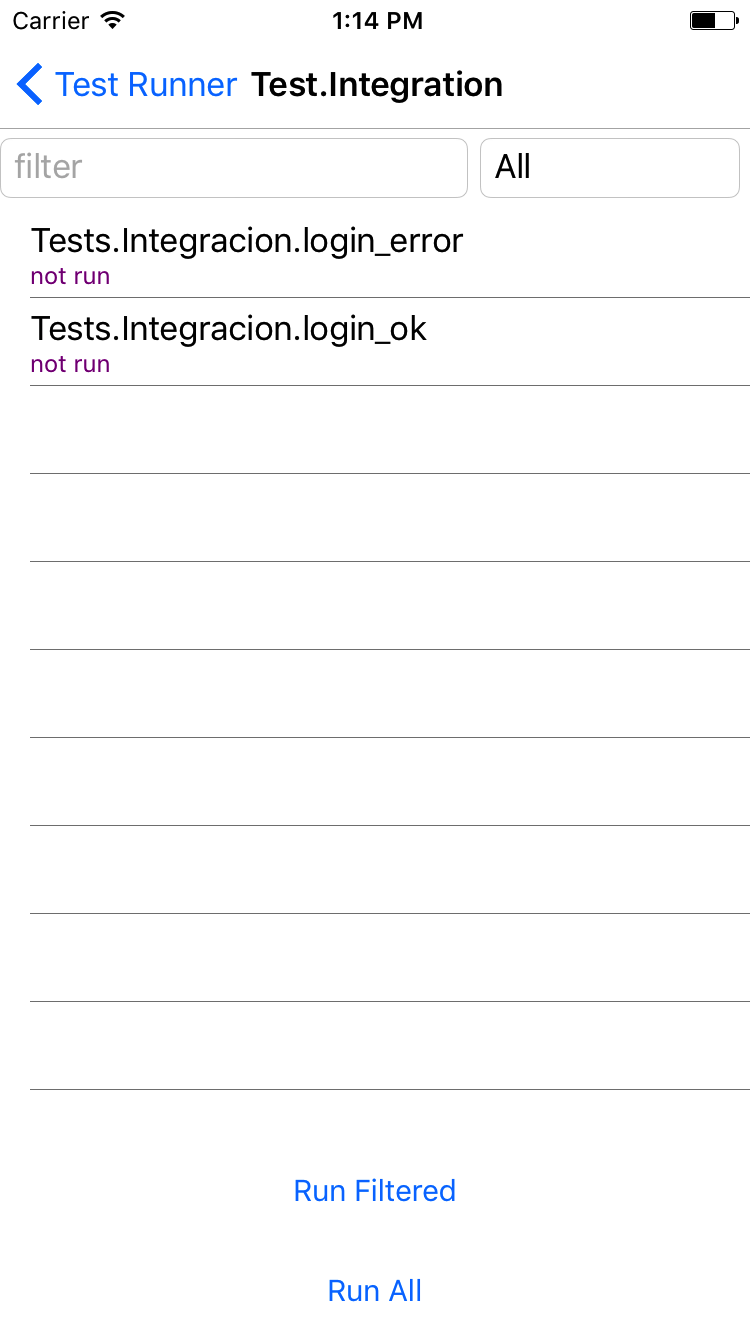 Carrier 1:14 PM
Test Runner Test.Integration
filter All
Tests.Integracion.login_error
not run
Tests.Integracion.login_ok
not run
Run Filtered
Run All